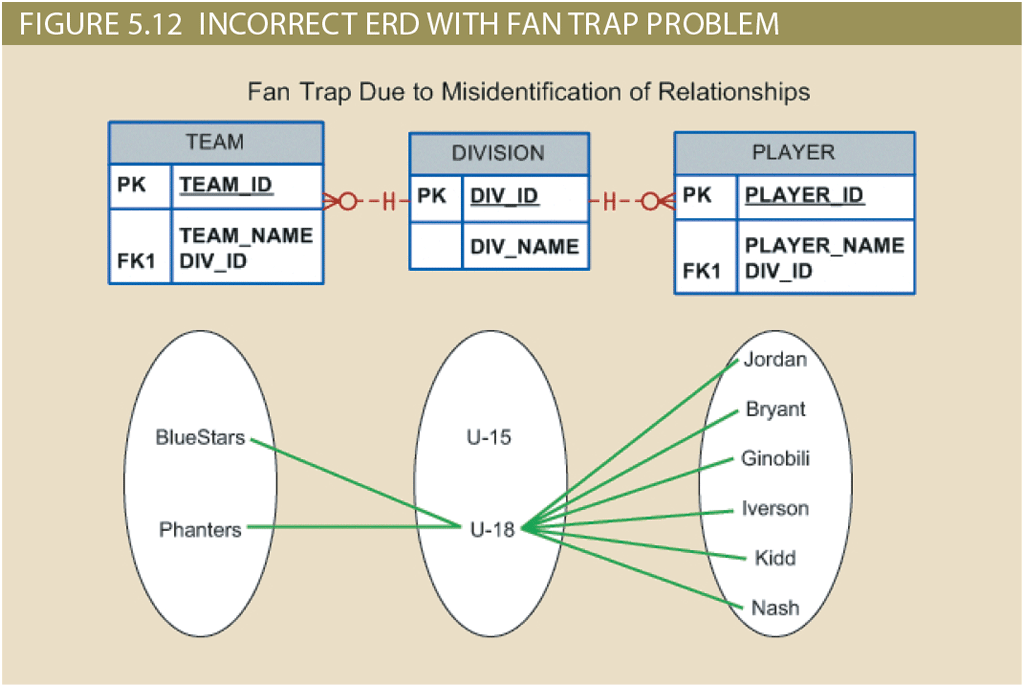 FIGURE 5.12 INCORRECT ERD WITH FAN TRAP PROBLEM
Fan Trap Due to Misidentification of Relationships
TEAM
PK TEAM_ID
TEAM_NAME
FK1 DIV_ID
DIVISION
PK DIV_ID
DIV_NAME
PLAYER
PK PLAYER_ID
PLAYER_NAME
FK1 DIV_ID
BlueStars
Phanters
U-15
U-18
Jordan
Bryant
Ginobili
Iverson
Kidd
Nash